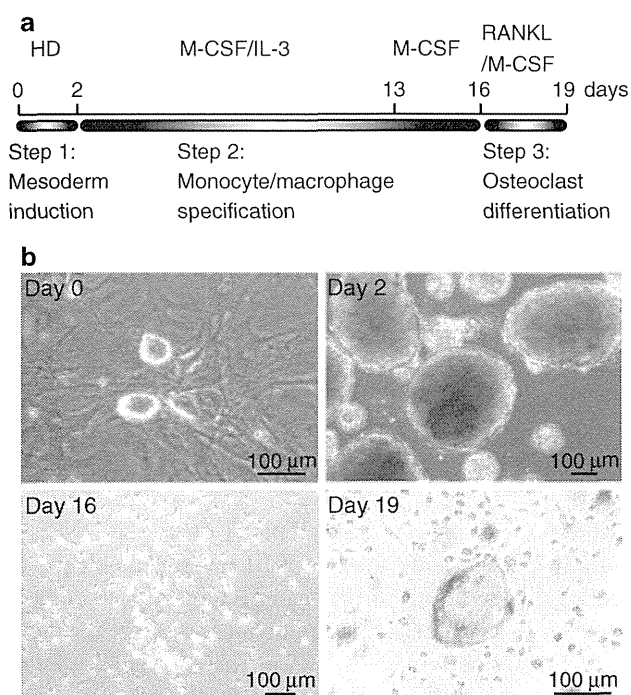 a
HD M-CSF/IL-3 M-CSF RANKL
/M-CSF
0 2 13 16 19 days
Step 1: Step 2: Step 3:
Mesoderm Monocyte/macrophage Osteoclast
induction specification differentiation
b
Day 0 Day 2
100 µm 100 µm
Day 16 Day 19
100 µm 100 µm